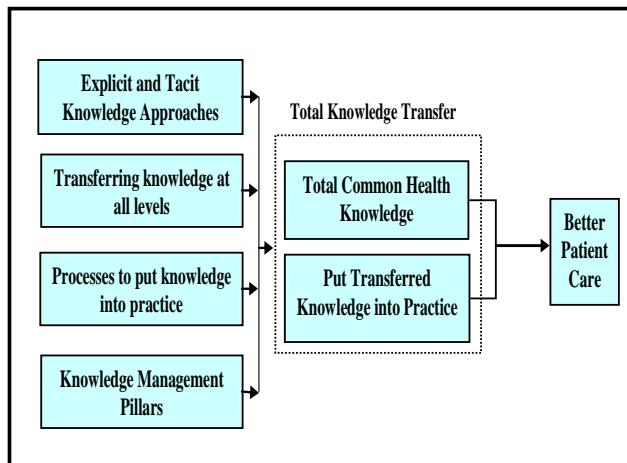 Explicit and Tacit
Knowledge Approaches
Transferring knowledge at
all levels
Processes to put knowledge
into practice
Knowledge Management
Pillars
Total Knowledge Transfer
Total Common Health
Knowledge
Put Transferred
Knowledge into Practice
Better
Patient
Care